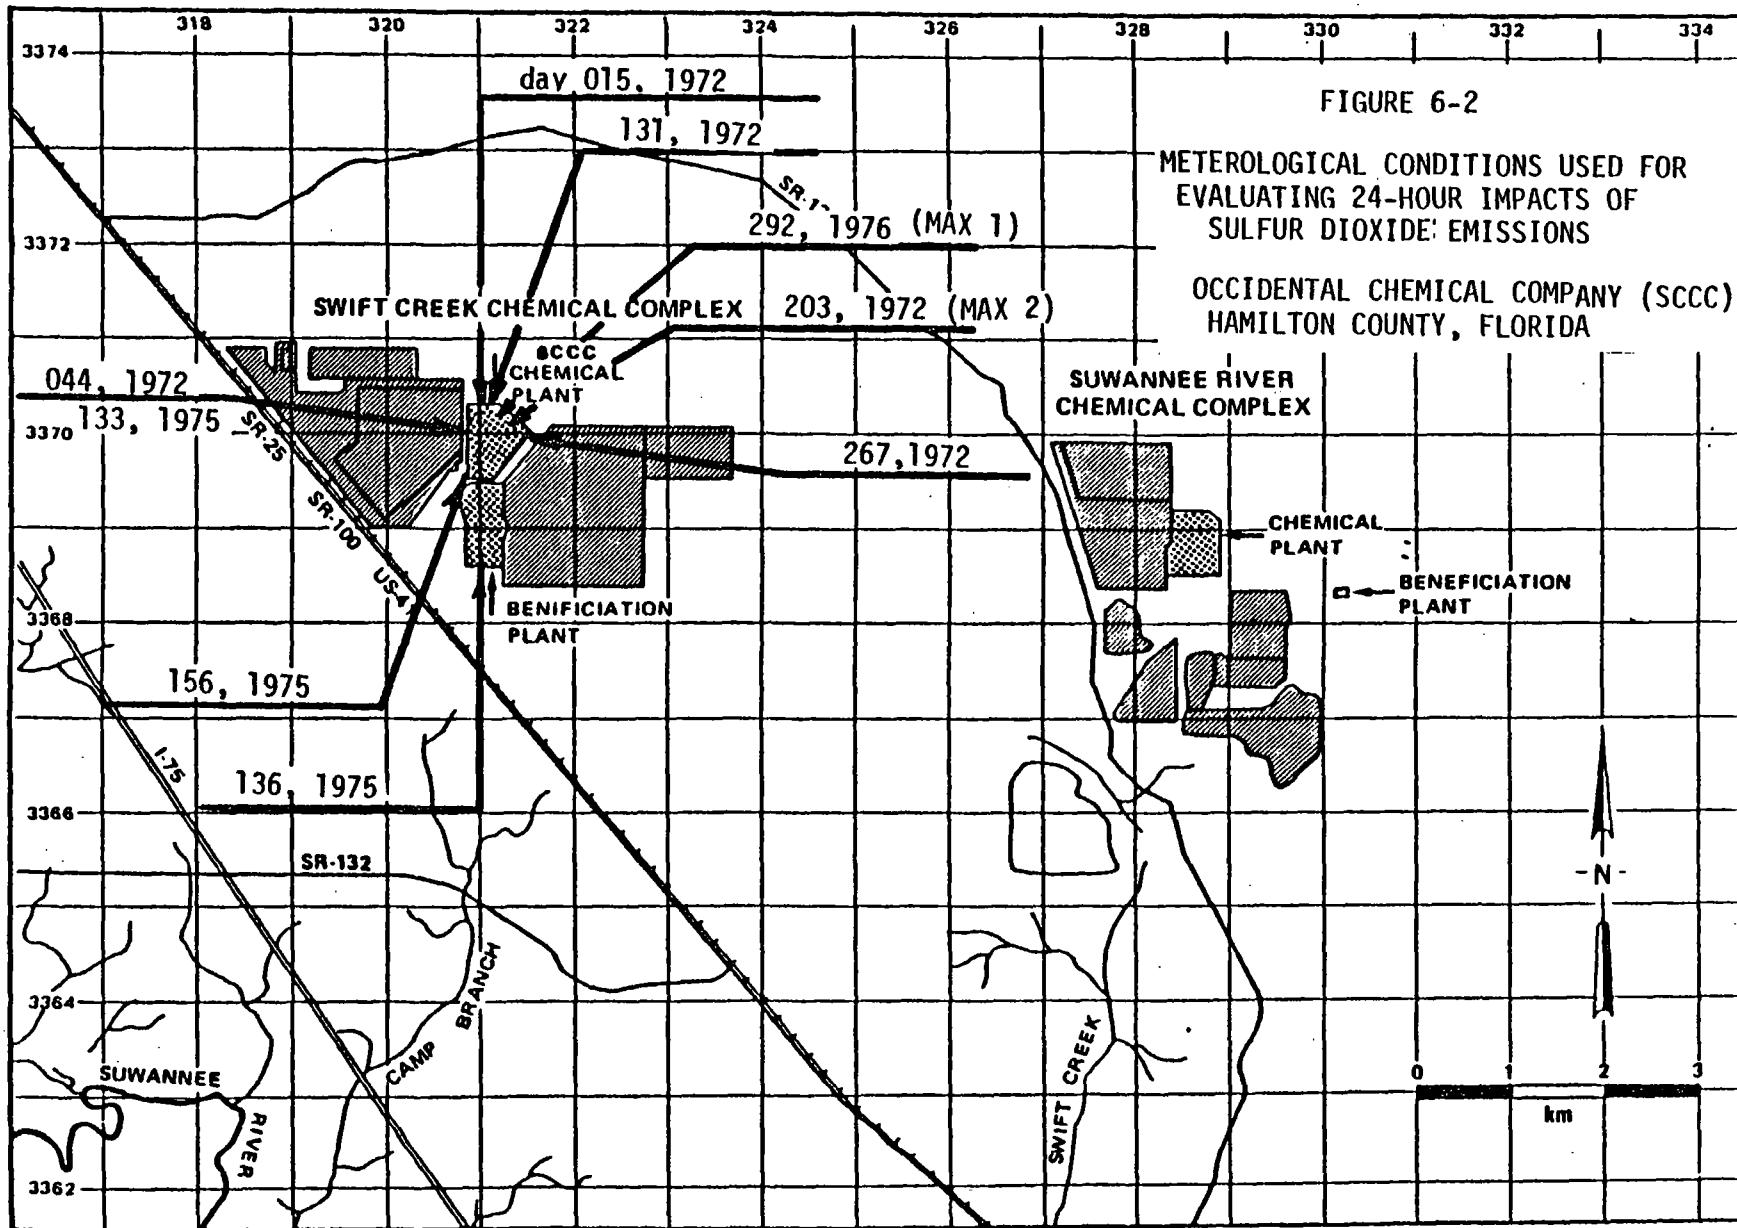 318 320 322 324 326 328 330 332 334
3374
day 015, 1972
FIGURE 6-2
131, 1972
METEROLOGICAL CONDITIONS USED FOR
EVALUATING 24-HOUR IMPACTS OF
SULFUR DIOXIDE EMISSIONS
3372
292, 1976 (MAX 1)
OCCIDENTAL CHEMICAL COMPANY (SCCC)
HAMILTON COUNTY, FLORIDA
SWIFT CREEK CHEMICAL COMPLEX
203, 1972 (MAX 2)
SCCC
CHEMICAL
PLANT
SUWANNEE RIVER
CHEMICAL COMPLEX
044, 1972
133, 1975
3370
SR-25
267,1972
SR-100
CHEMICAL
PLANT
US-41
BENIFICIATION
PLANT
BENEFICIATION
PLANT
3368
156, 1975
I-75
136, 1975
3366
SR-132
-N-
3364
CAMP BRANCH
SWIFT CREEK
SUWANNEE
RIVER
0 1 2 3
km
3362